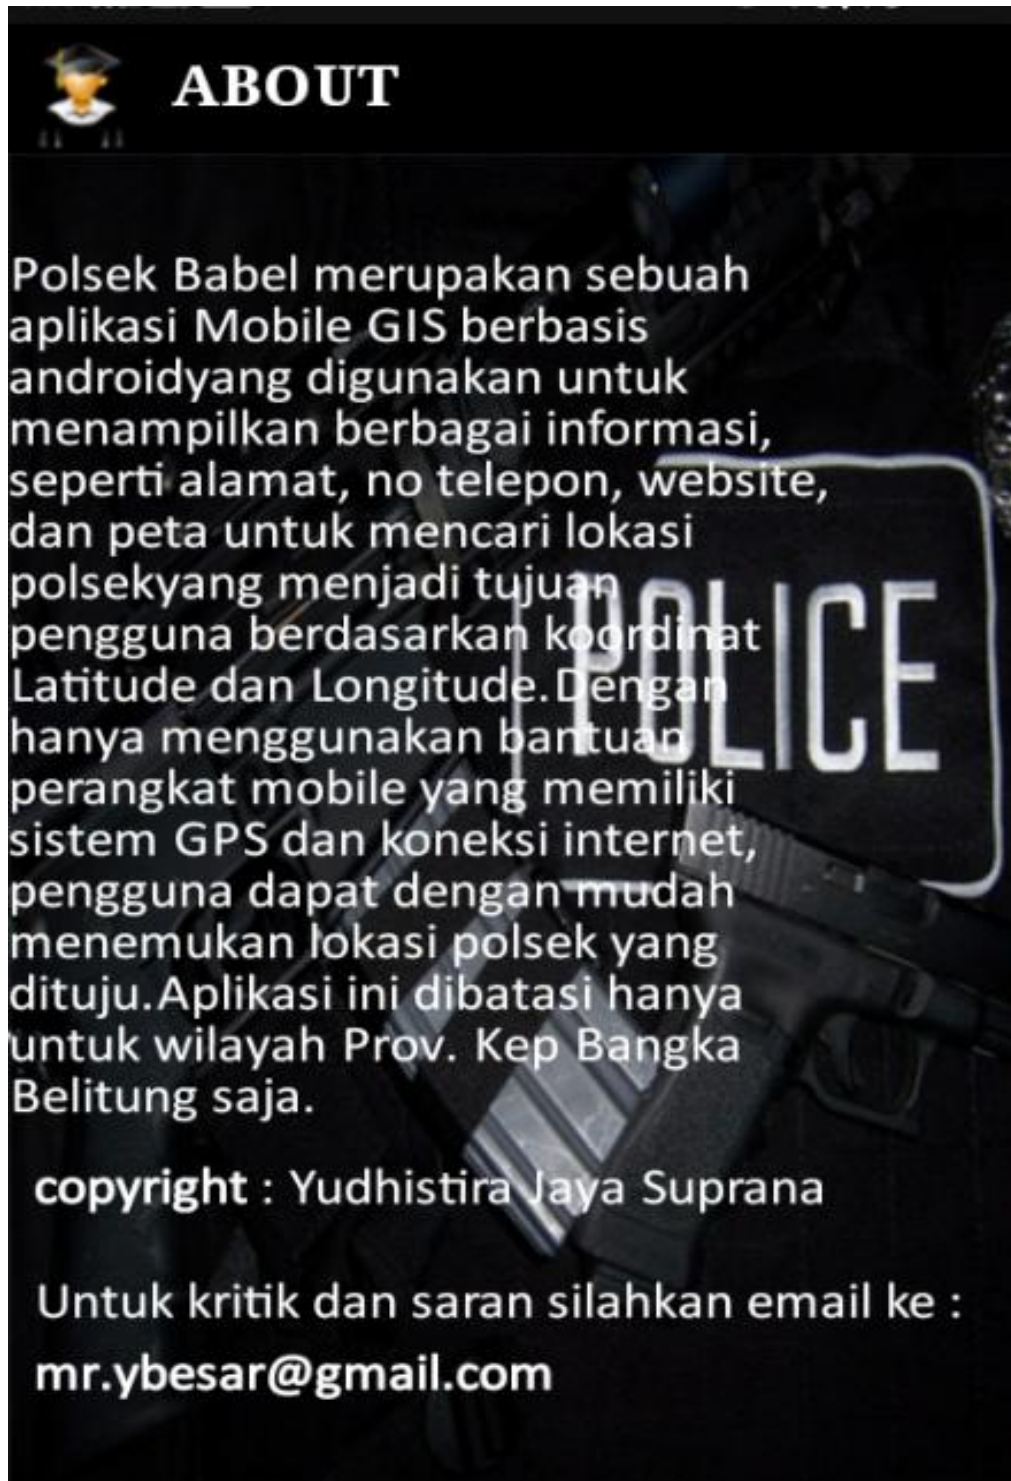 ABOUT
Polsek Babel merupakan sebuah
aplikasi Mobile GIS berbasis
androidyang digunakan untuk
menampilkan berbagai informasi,
seperti alamat, no telepon, website,
dan peta untuk mencari lokasi
polsekyang menjadi tujuan
pengguna berdasarkan koordinat
Latitude dan Longitude.Dengan
hanya menggunakan bantuan
perangkat mobile yang memiliki
sistem GPS dan koneksi internet,
pengguna dapat dengan mudah
menemukan lokasi polsek yang
dituju.Aplikasi ini dibatasi hanya
untuk wilayah Prov. Kep Bangka
Belitung saja.
POLICE
copyright : Yudhistira Jaya Suprana
Untuk kritik dan saran silahkan email ke :
mr.ybesar@gmail.com